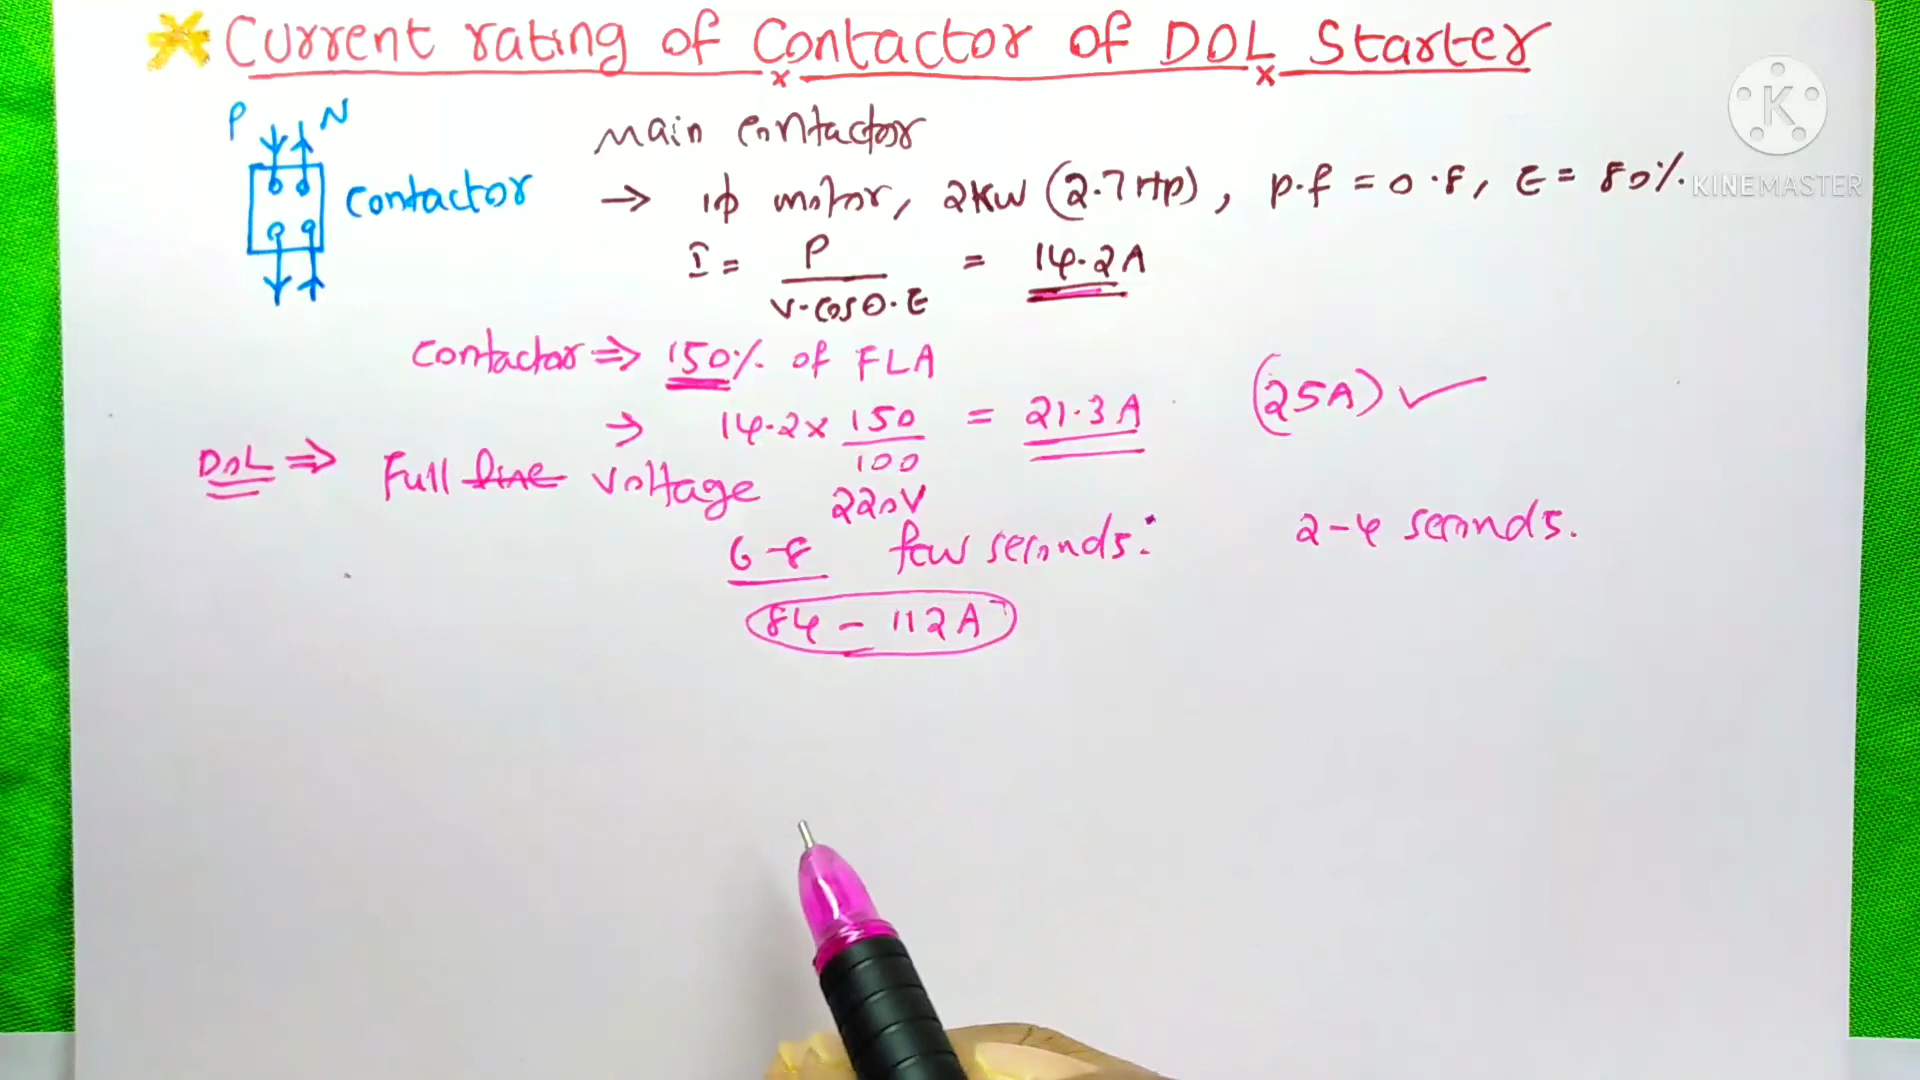 Current rating of Contactor of DOL Starter
P N
K
KINEMASTER
main contactor
Contactor → 1φ motor, 2KW (2.7HP), p.f = 0.8, E = 80%.
I = P / V.cosθ.E = 14.2A
Contactor ⇒ 150% of FLA
→ 14.2 x 150/100 = 21.3A (25A) ✓
DOL ⇒ Full line voltage 220V
6-8 few seconds: 2-4 seconds.
84 - 112A